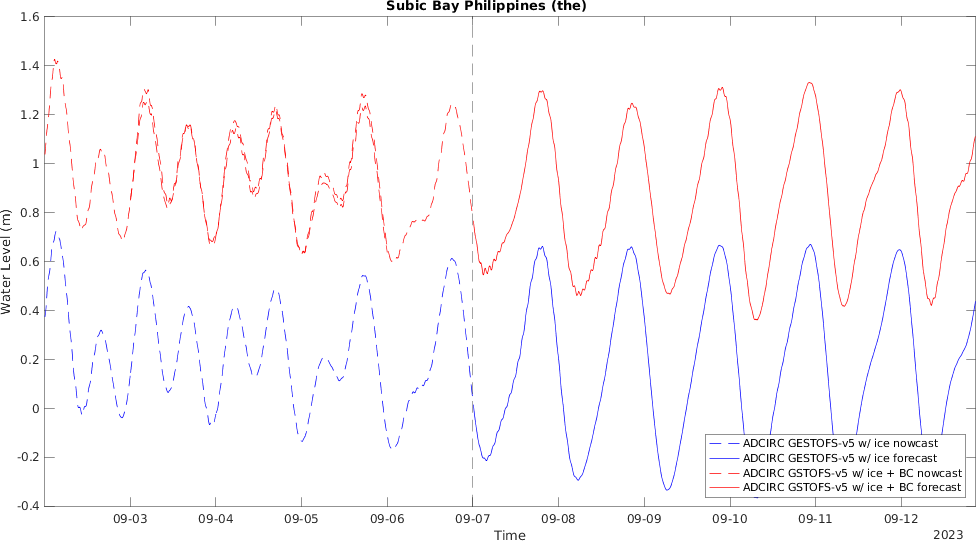 Subic Bay Philippines (the)
1.6
1.4
1.2
1
0.8
0.6
0.4
0.2
0
-0.2
-0.4
Water Level (m)
ADCIRC GESTOFS-v5 w/ ice nowcast
ADCIRC GESTOFS-v5 w/ ice forecast
ADCIRC GSTOFS-v5 w/ ice + BC nowcast
ADCIRC GSTOFS-v5 w/ ice + BC forecast
09-03 09-04 09-05 09-06 09-07 09-08 09-09 09-10 09-11 09-12
Time
2023